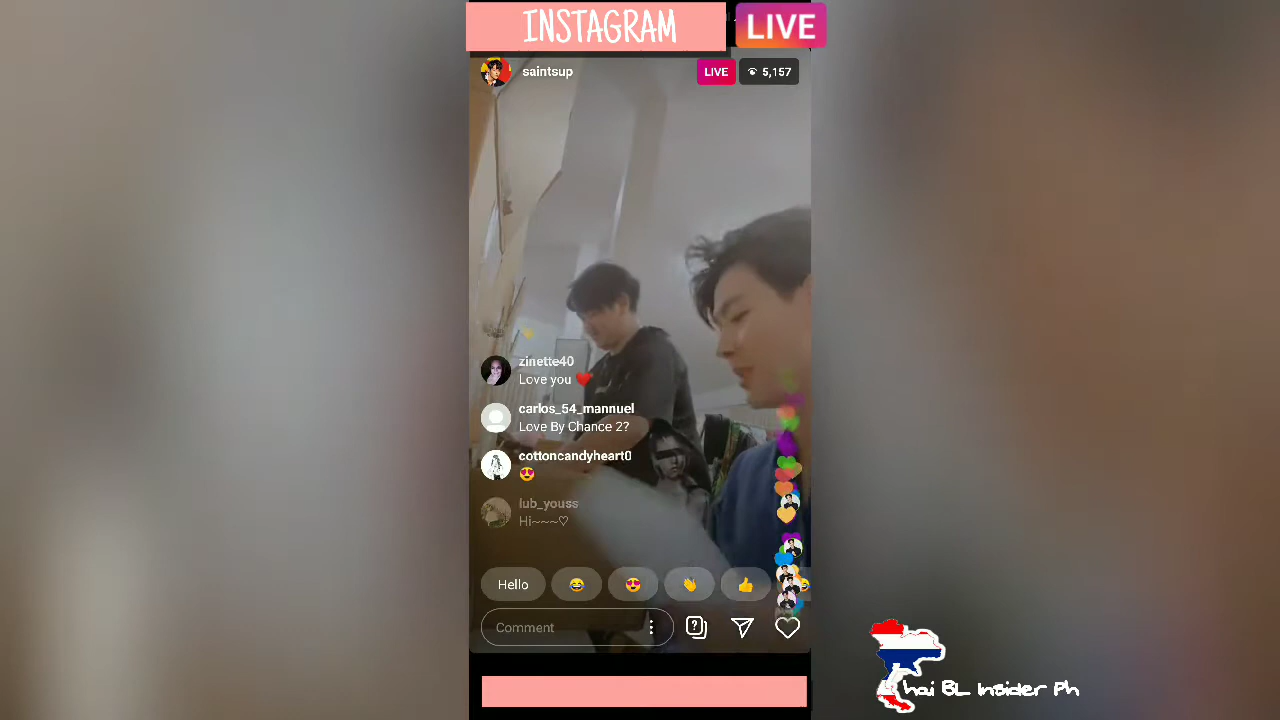 INSTAGRAM LIVE
saintsup
LIVE
5,157
zinette40
Love you ❤️
carlos_54_mannuel
Love By Chance 2?
cottoncandyheart0
😍
lub_youss
Hi~~~♡
Hello 😂 😍 👋 👍
Comment
hai BL Insider Ph